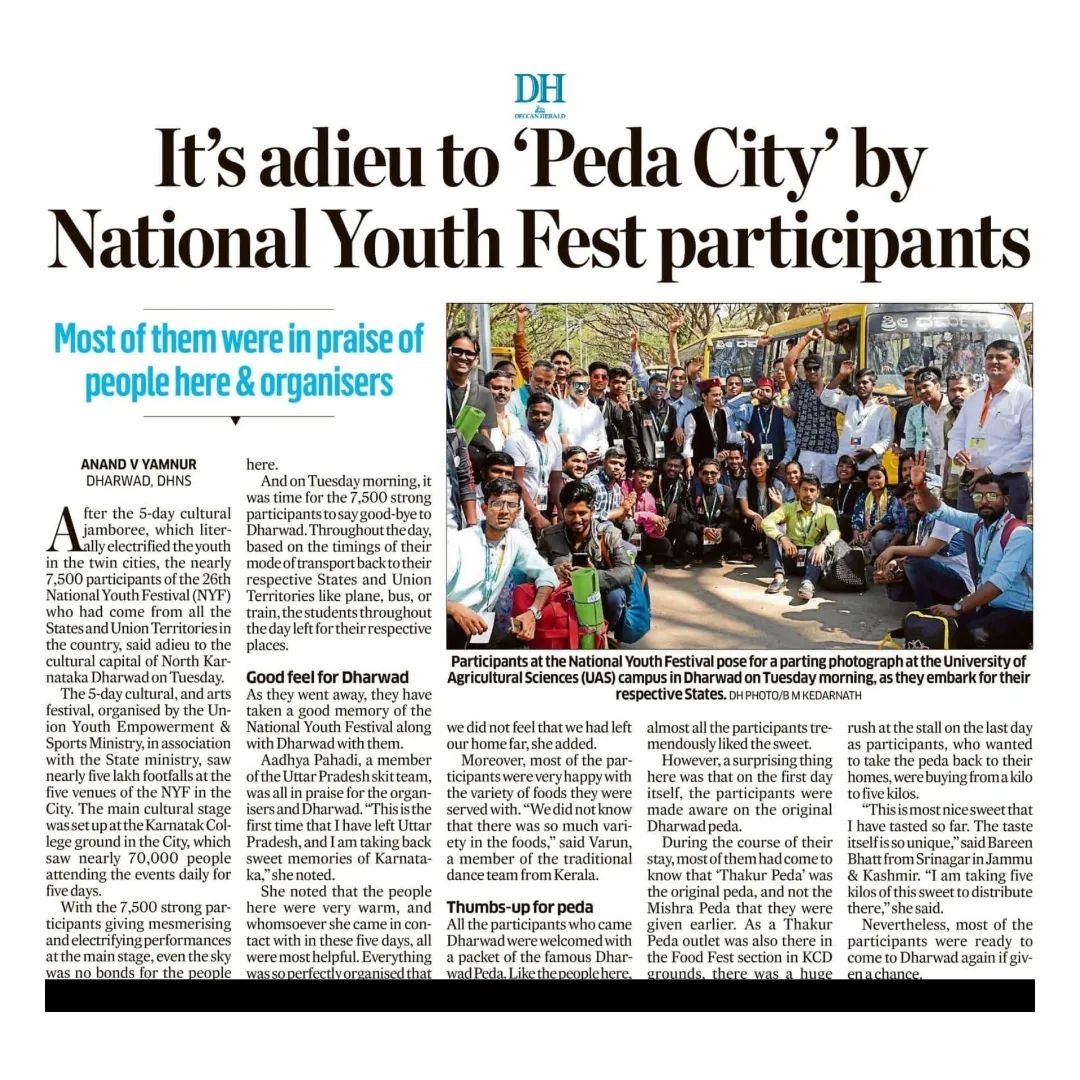 DH
DECCAN HERALD
It's adieu to ‘Peda City’ by
National Youth Fest participants
Most of them were in praise of
people here & organisers
ಶ್ರೀ ಧರ್ಮ
ANAND V YAMNUR
DHARWAD, DHNS
After the 5-day cultural
jamboree, which liter-
ally electrified the youth
in the twin cities, the nearly
7,500 participants of the 26th
National Youth Festival (NYF)
who had come from all the
States and Union Territories in
the country, said adieu to the
cultural capital of North Kar-
nataka Dharwad on Tuesday.
The 5-day cultural, and arts
festival, organised by the Un-
ion Youth Empowerment &
Sports Ministry, in association
with the State ministry, saw
nearly five lakh footfalls at the
five venues of the NYF in the
City. The main cultural stage
was set up at the Karnatak Col-
lege ground in the City, which
saw nearly 70,000 people
attending the events daily for
five days.
With the 7,500 strong par-
ticipants giving mesmerising
and electrifying performances
at the main stage, even the sky
was no bonds for the people
here.
And on Tuesday morning, it
was time for the 7,500 strong
participants to say good-bye to
Dharwad. Throughout the day,
based on the timings of their
mode of transport back to their
respective States and Union
Territories like plane, bus, or
train, the students throughout
the day left for their respective
places.
Good feel for Dharwad
As they went away, they have
taken a good memory of the
National Youth Festival along
with Dharwad with them.
Aadhya Pahadi, a member
of the Uttar Pradesh skit team,
was all in praise for the organ-
isers and Dharwad. “This is the
first time that I have left Uttar
Pradesh, and I am taking back
sweet memories of Karnata-
ka,” she noted.
She noted that the people
here were very warm, and
whomsoever she came in con-
tact with in these five days, all
were most helpful. Everything
was so perfectly organised that
Participants at the National Youth Festival pose for a parting photograph at the University of
Agricultural Sciences (UAS) campus in Dharwad on Tuesday morning, as they embark for their
respective States. DH PHOTO/B M KEDARNATH
we did not feel that we had left
our home far, she added.
Moreover, most of the par-
ticipants were very happy with
the variety of foods they were
served with. “We did not know
that there was so much vari-
ety in the foods,” said Varun,
a member of the traditional
dance team from Kerala.
Thumbs-up for peda
All the participants who came
Dharwad were welcomed with
a packet of the famous Dhar-
wad Peda. Like the people here,
almost all the participants tre-
mendously liked the sweet.
However, a surprising thing
here was that on the first day
itself, the participants were
made aware on the original
Dharwad peda.
During the course of their
stay, most of them had come to
know that ‘Thakur Peda’ was
the original peda, and not the
Mishra Peda that they were
given earlier. As a Thakur
Peda outlet was also there in
the Food Fest section in KCD
grounds, there was a huge
rush at the stall on the last day
as participants, who wanted
to take the peda back to their
homes, were buying from a kilo
to five kilos.
“This is most nice sweet that
I have tasted so far. The taste
itself is so unique,” said Bareen
Bhatt from Srinagar in Jammu
& Kashmir. “I am taking five
kilos of this sweet to distribute
there,” she said.
Nevertheless, most of the
participants were ready to
come to Dharwad again if giv-
en a chance.